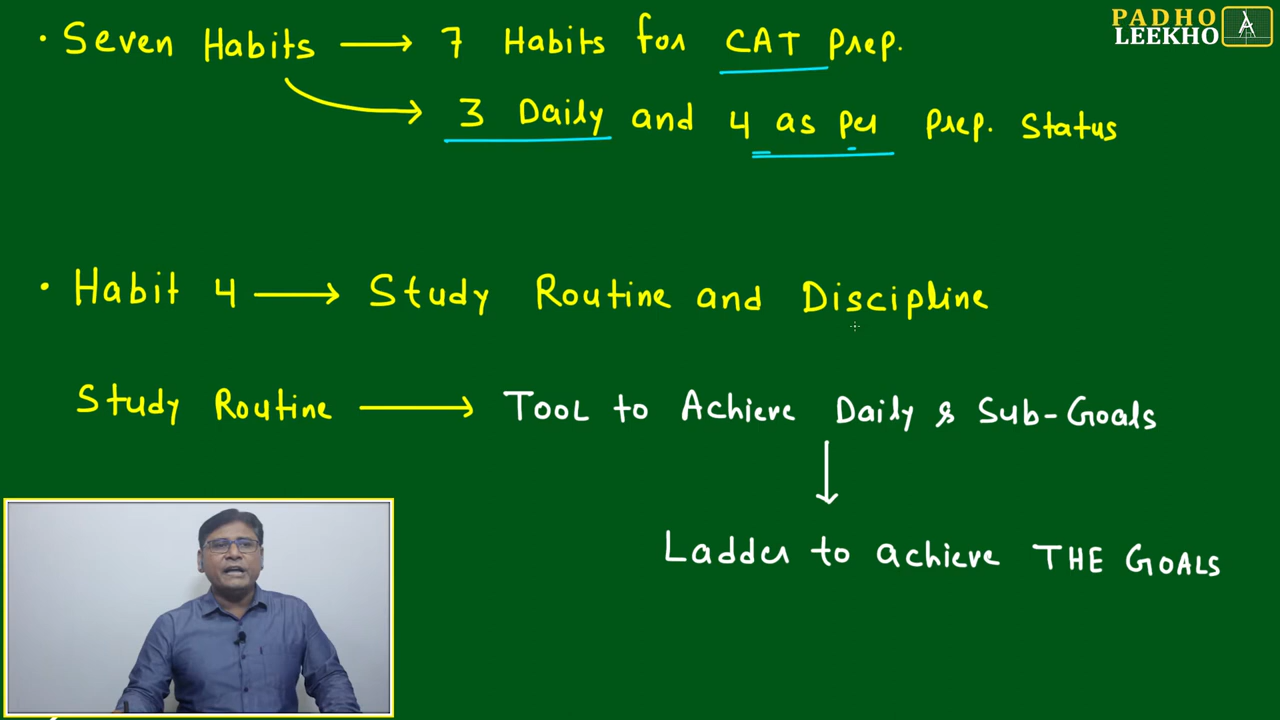 PADHO
LEEKHO
• Seven Habits → 7 Habits for CAT prep.
→ 3 Daily and 4 as per prep. status
• Habit 4 → Study Routine and Discipline
Study Routine → TOOL to Achieve Daily & Sub-Goals
↓
Ladder to achieve THE GOALS